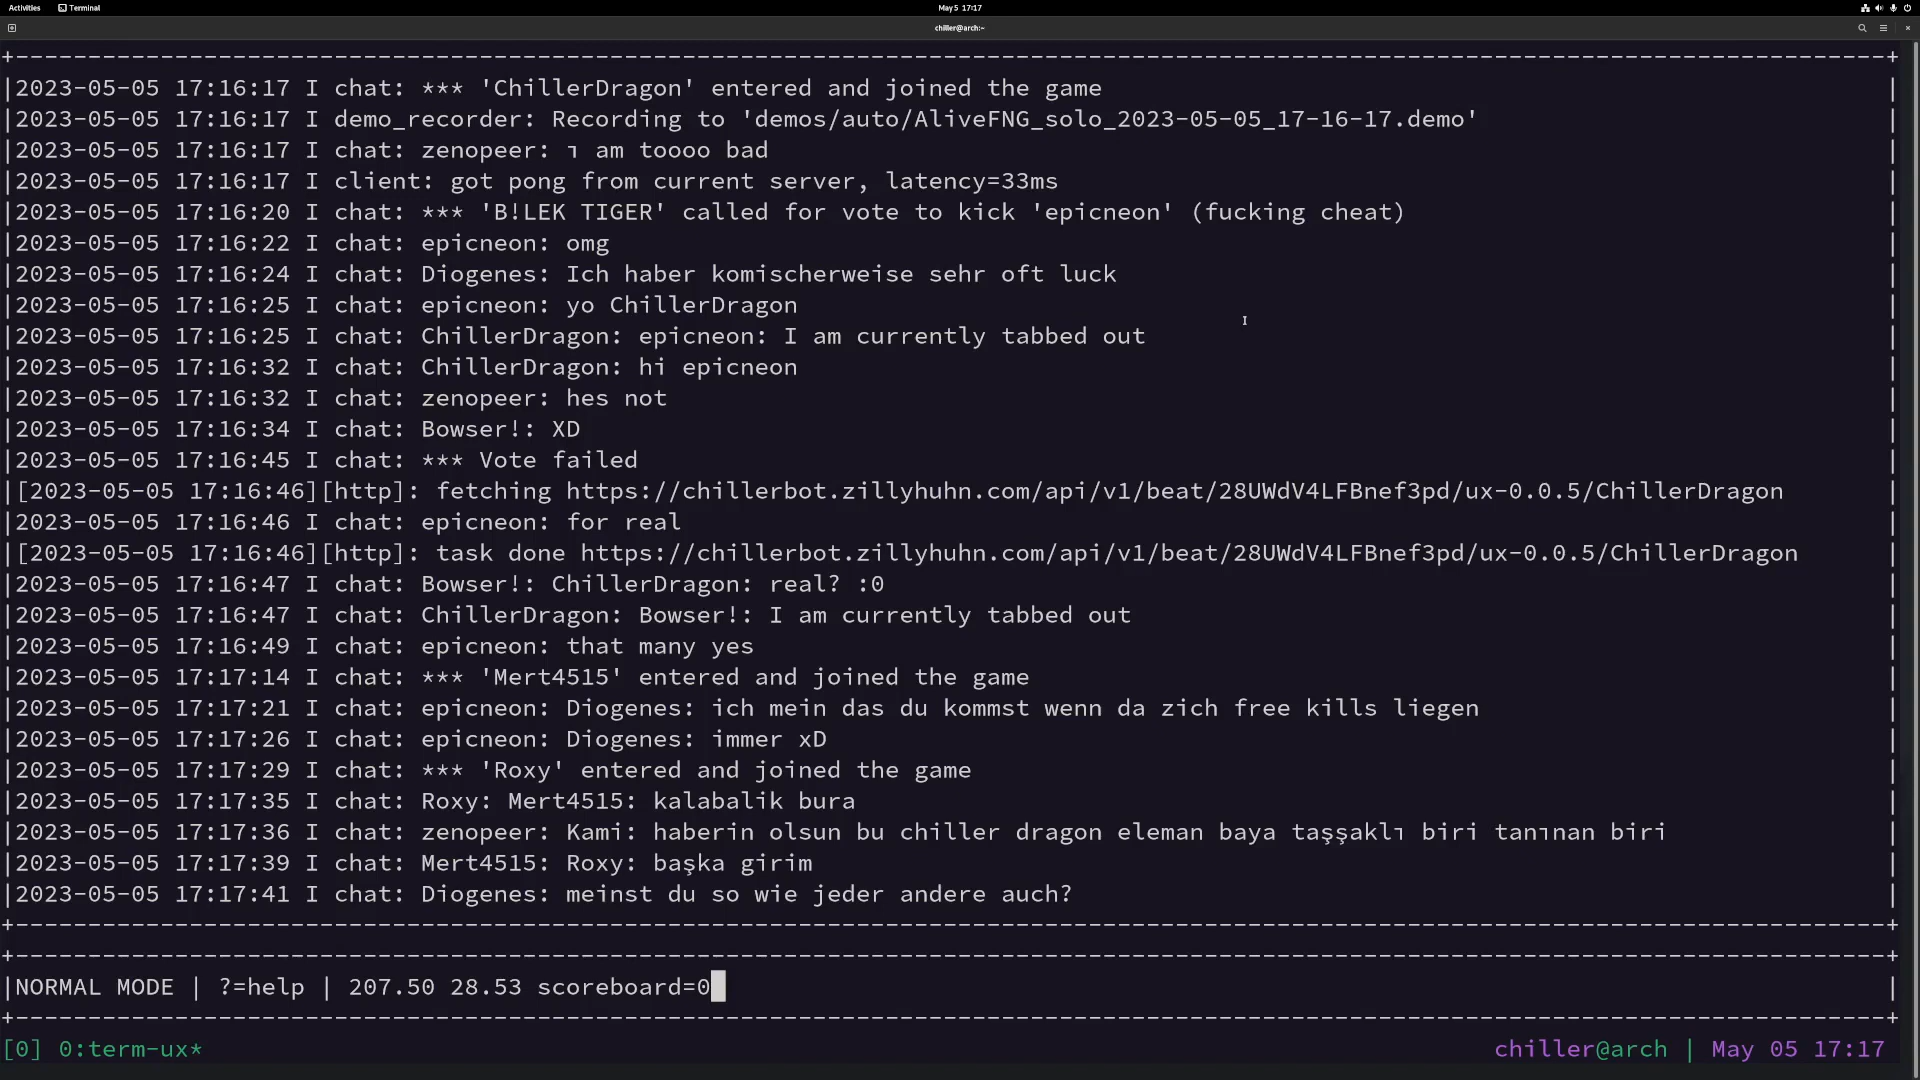 Activities Terminal May 5 17:17
chiller@arch:~
|2023-05-05 17:16:17 I chat: *** 'ChillerDragon' entered and joined the game
|2023-05-05 17:16:17 I demo_recorder: Recording to 'demos/auto/AliveFNG_solo_2023-05-05_17-16-17.demo'
|2023-05-05 17:16:17 I chat: zenopeer: ı am toooo bad
|2023-05-05 17:16:17 I client: got pong from current server, latency=33ms
|2023-05-05 17:16:20 I chat: *** 'B!LEK TIGER' called for vote to kick 'epicneon' (fucking cheat)
|2023-05-05 17:16:22 I chat: epicneon: omg
|2023-05-05 17:16:24 I chat: Diogenes: Ich haber komischerweise sehr oft luck
|2023-05-05 17:16:25 I chat: epicneon: yo ChillerDragon
|2023-05-05 17:16:25 I chat: ChillerDragon: epicneon: I am currently tabbed out
|2023-05-05 17:16:32 I chat: ChillerDragon: hi epicneon
|2023-05-05 17:16:32 I chat: zenopeer: hes not
|2023-05-05 17:16:34 I chat: Bowser!: XD
|2023-05-05 17:16:45 I chat: *** Vote failed
|[2023-05-05 17:16:46][http]: fetching https://chillerbot.zillyhuhn.com/api/v1/beat/28UWdV4LFBnef3pd/ux-0.0.5/ChillerDragon
|2023-05-05 17:16:46 I chat: epicneon: for real
|[2023-05-05 17:16:46][http]: task done https://chillerbot.zillyhuhn.com/api/v1/beat/28UWdV4LFBnef3pd/ux-0.0.5/ChillerDragon
|2023-05-05 17:16:47 I chat: Bowser!: ChillerDragon: real? :0
|2023-05-05 17:16:47 I chat: ChillerDragon: Bowser!: I am currently tabbed out
|2023-05-05 17:16:49 I chat: epicneon: that many yes
|2023-05-05 17:17:14 I chat: *** 'Mert4515' entered and joined the game
|2023-05-05 17:17:21 I chat: epicneon: Diogenes: ich mein das du kommst wenn da zich free kills liegen
|2023-05-05 17:17:26 I chat: epicneon: Diogenes: immer xD
|2023-05-05 17:17:29 I chat: *** 'Roxy' entered and joined the game
|2023-05-05 17:17:35 I chat: Roxy: Mert4515: kalabalik bura
|2023-05-05 17:17:36 I chat: zenopeer: Kami: haberin olsun bu chiller dragon eleman baya taşşaklı biri tanınan biri
|2023-05-05 17:17:39 I chat: Mert4515: Roxy: başka girim
|2023-05-05 17:17:41 I chat: Diogenes: meinst du so wie jeder andere auch?
|NORMAL MODE | ?=help | 207.50 28.53 scoreboard=0
[0] 0:term-ux* chiller@arch | May 05 17:17